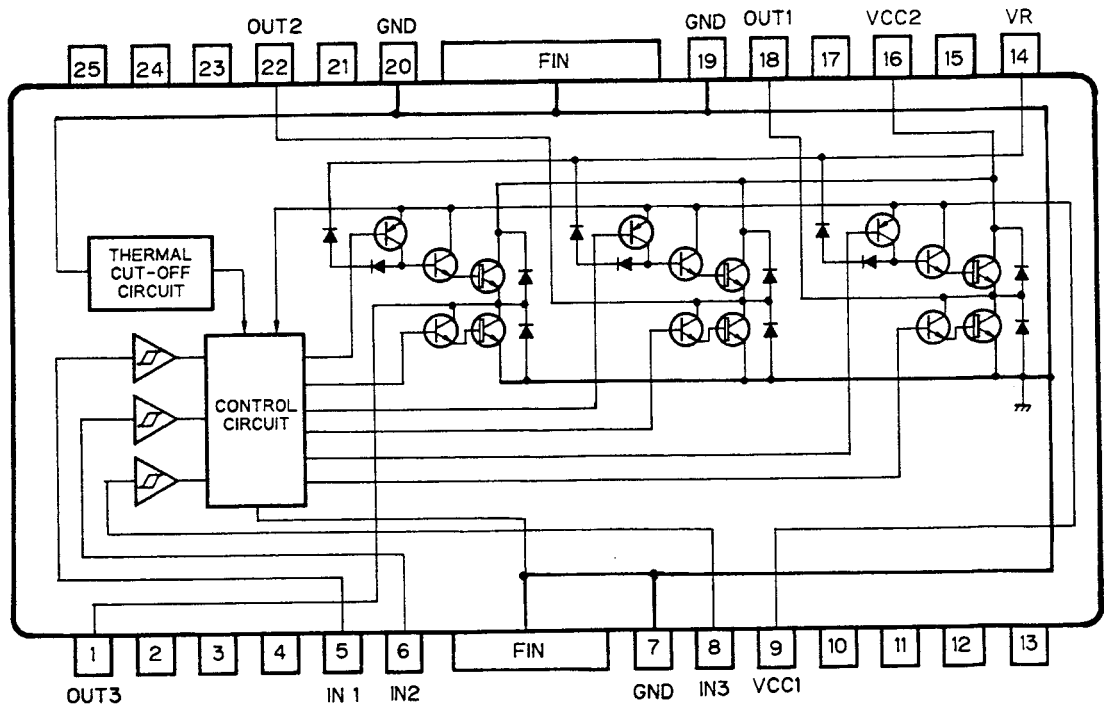 OUT2 GND GND OUT1 VCC2 VR
25 24 23 22 21 20 FIN 19 18 17 16 15 14
THERMAL
CUT-OFF
CIRCUIT
CONTROL
CIRCUIT
1 2 3 4 5 6 FIN 7 8 9 10 11 12 13
OUT3 IN 1 IN2 GND IN3 VCC1